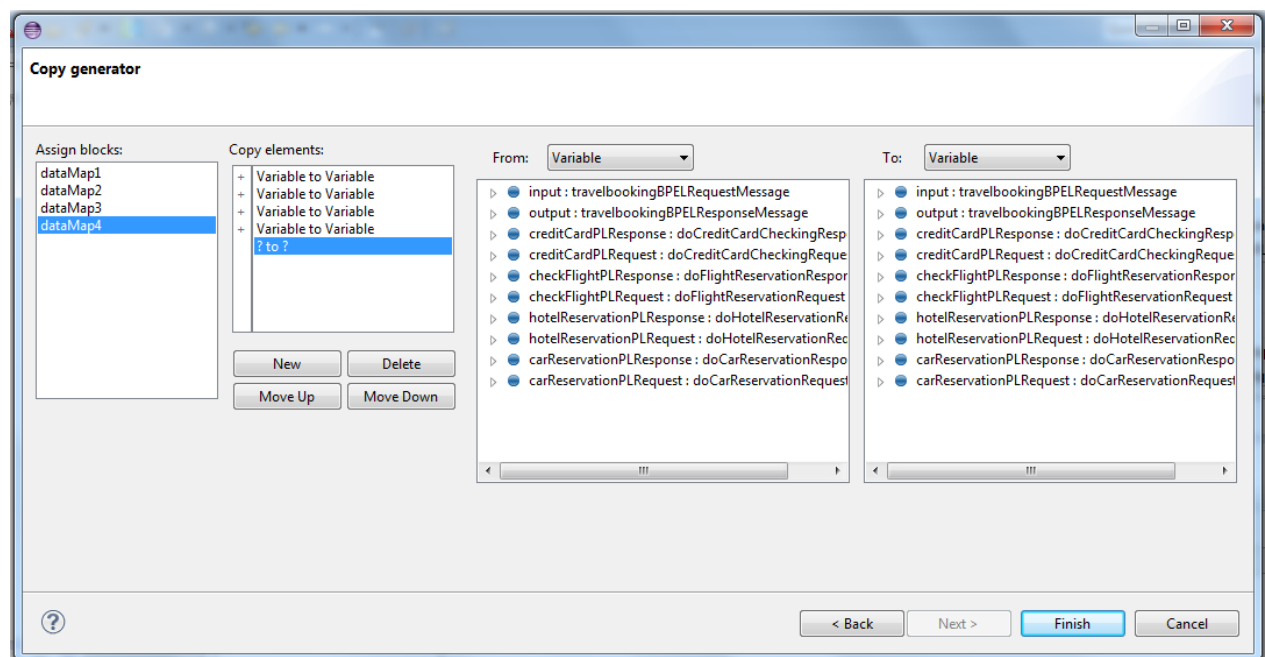 Copy generator
Assign blocks:
dataMap1
dataMap2
dataMap3
dataMap4
Copy elements:
+ Variable to Variable
+ Variable to Variable
+ Variable to Variable
+ Variable to Variable
? to ?
New
Delete
Move Up
Move Down
From:
Variable
input : travelbookingBPELRequestMessage
output : travelbookingBPELResponseMessage
creditCardPLResponse : doCreditCardCheckingResp
creditCardPLRequest : doCreditCardCheckingReque
checkFlightPLResponse : doFlightReservationRespor
checkFlightPLRequest : doFlightReservationRequest
hotelReservationPLResponse : doHotelReservationRe
hotelReservationPLRequest : doHotelReservationRec
carReservationPLResponse : doCarReservationRespo
carReservationPLRequest : doCarReservationRequest
To:
Variable
input : travelbookingBPELRequestMessage
output : travelbookingBPELResponseMessage
creditCardPLResponse : doCreditCardCheckingResp
creditCardPLRequest : doCreditCardCheckingReque
checkFlightPLResponse : doFlightReservationRespor
checkFlightPLRequest : doFlightReservationRequest
hotelReservationPLResponse : doHotelReservationRe
hotelReservationPLRequest : doHotelReservationRec
carReservationPLResponse : doCarReservationRespo
carReservationPLRequest : doCarReservationRequest
?
< Back
Next >
Finish
Cancel